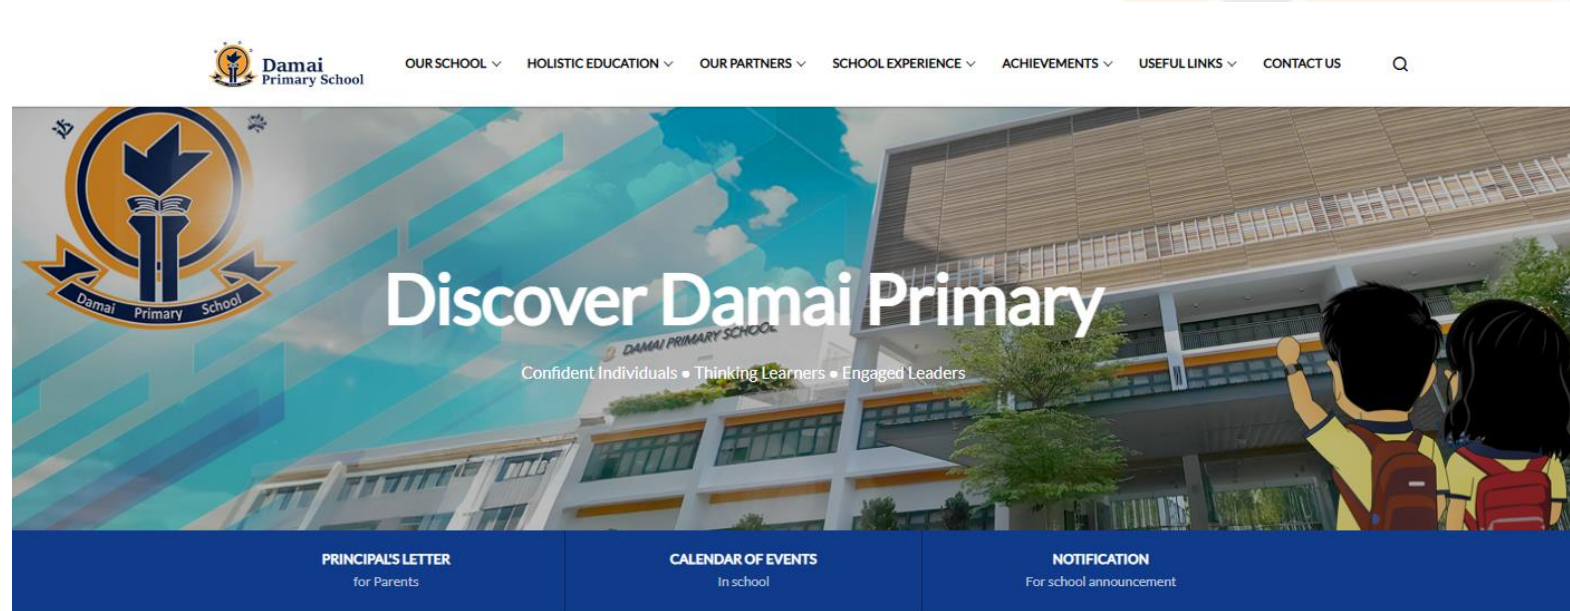 Damai
Primary School
OUR SCHOOL
HOLISTIC EDUCATION
OUR PARTNERS
SCHOOL EXPERIENCE
ACHIEVEMENTS
USEFUL LINKS
CONTACT US
Damai Primary School
Discover Damai Primary
DAMAI PRIMARY SCHOOL
Confident Individuals • Thinking Learners • Engaged Leaders
PRINCIPAL'S LETTER
for Parents
CALENDAR OF EVENTS
In school
NOTIFICATION
For school announcement